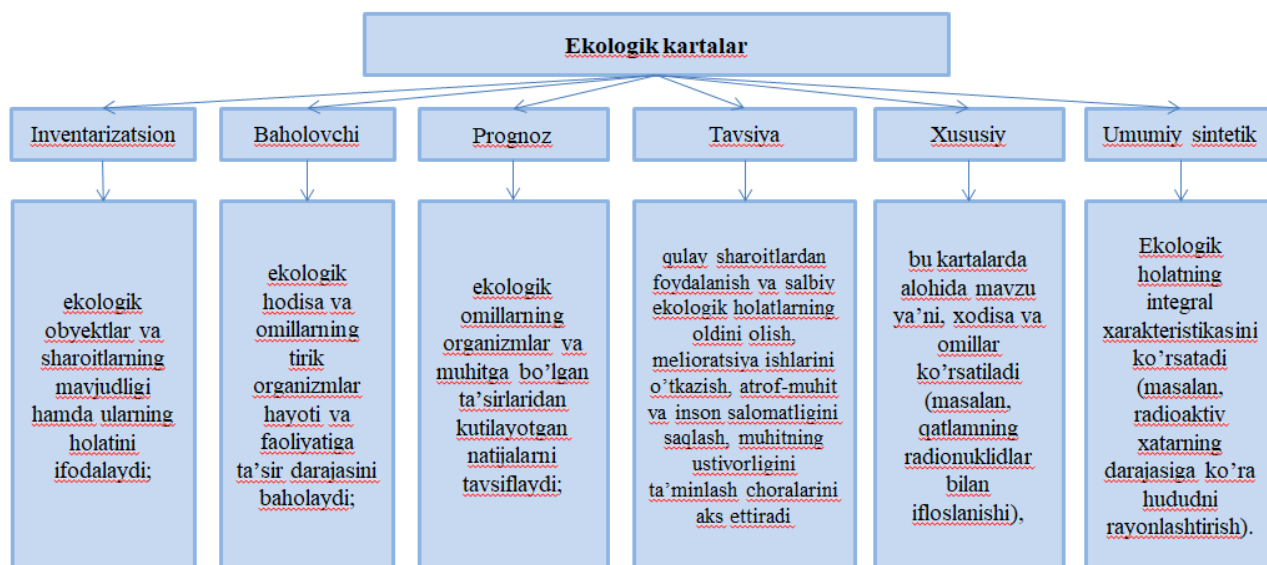 Ekologik kartalar
Inventarizatsion
Baholovchi
Prognoz
Tavsiya
Xususiy
Umumiy sintetik
ekologik
obyektlar va
sharoitlarning
mavjudligi
hamda ularning
holatini
ifodalaydi;
ekologik
hodisa va
omillarning
tirik
organizmlar
hayoti va
faoliyatiga
ta’sir darajasini
baholaydi;
ekologik
omillarning
organizmlar va
muhitga bo’lgan
ta’sirlaridan
kutilayotgan
natijalarni
tavsiflaydi;
qulay sharoitlardan
foydalanish va salbiy
ekologik holatlarning
oldini olish,
melioratsiya ishlarini
o’tkazish, atrof-muhit
va inson salomatligini
saqlash, muhitning
ustivorligini
ta’minlash choralarini
aks ettiradi
bu kartalarda
alohida mavzu
ya’ni, xodisa va
omillar
ko’rsatiladi
(masalan,
qatlamning
radionuklidlar
bilan
ifloslanishi),
Ekologik
holatning
integral
xarakteristikasini
ko’rsatadi
(masalan,
radioaktiv
xatarning
darajasiga ko’ra
hududni
rayonlashtirish).